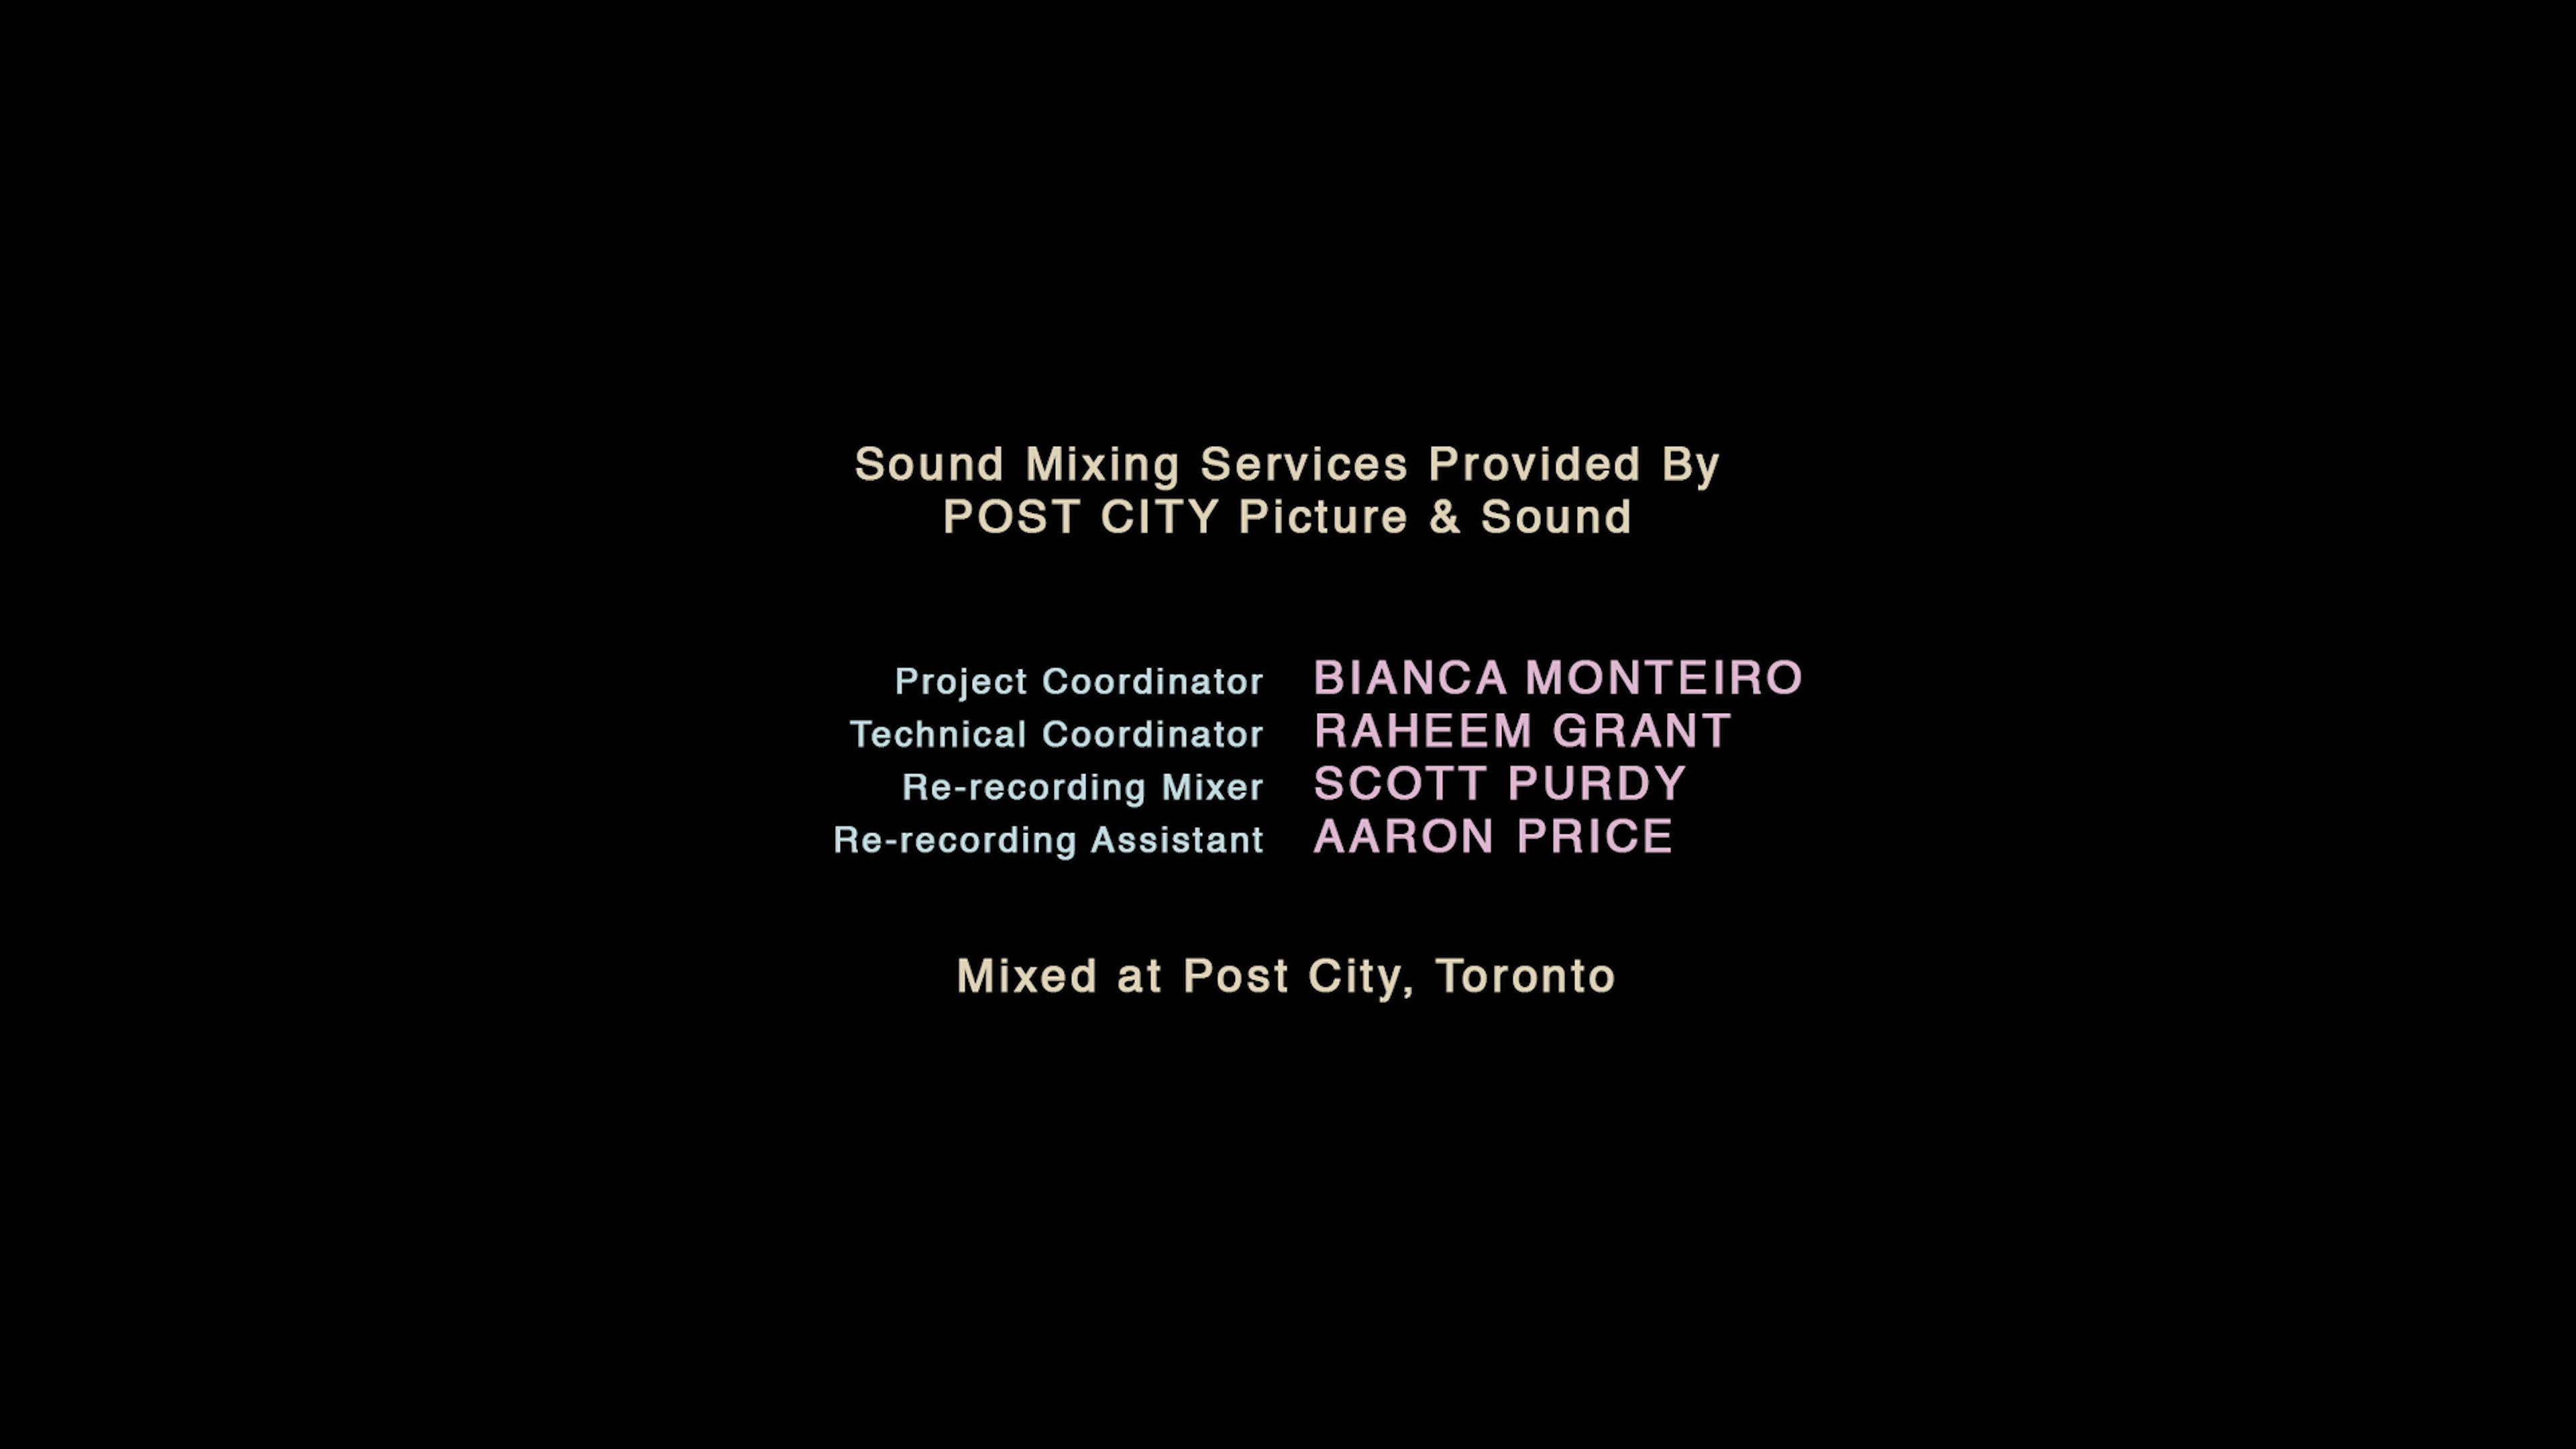 Sound Mixing Services Provided By
POST CITY Picture & Sound
Project Coordinator BIANCA MONTEIRO
Technical Coordinator RAHEEM GRANT
Re-recording Mixer SCOTT PURDY
Re-recording Assistant AARON PRICE
Mixed at Post City, Toronto